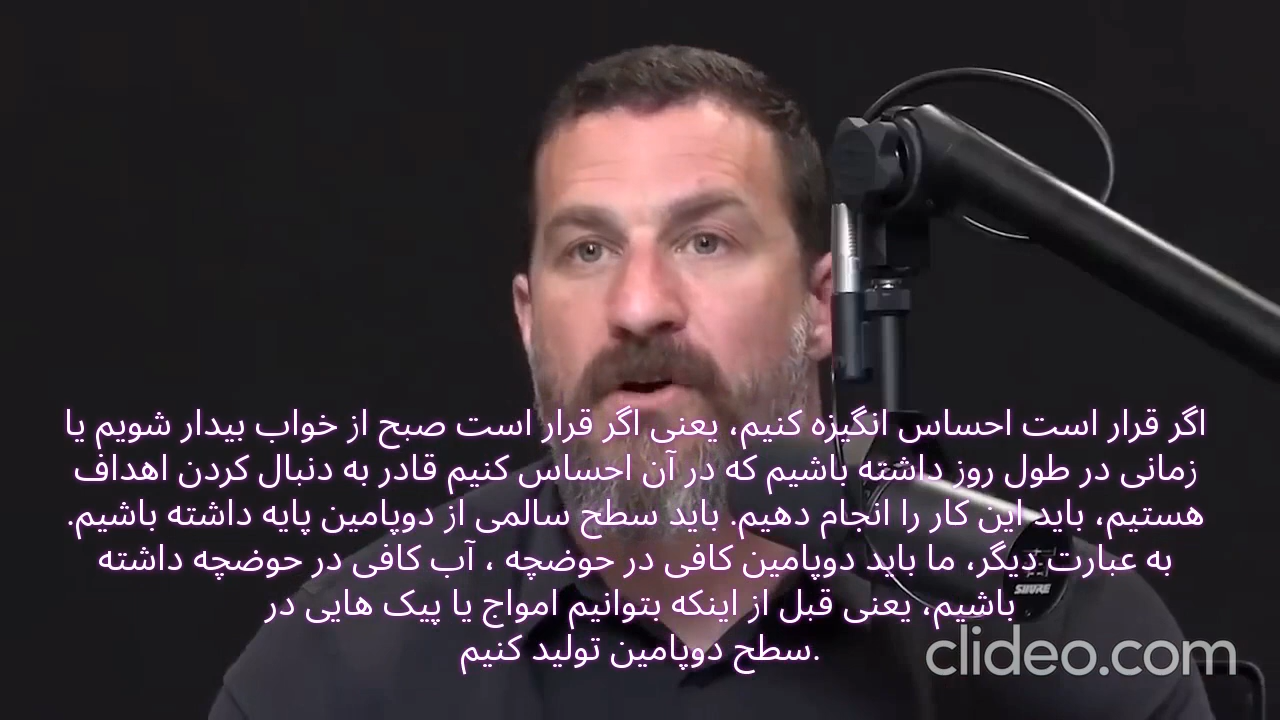 اگر قرار است احساس انگیزه کنیم، یعنی اگر قرار است صبح از خواب بیدار شویم یا
زمانی در طول روز داشته باشیم که در آن احساس کنیم قادر به دنبال کردن اهداف
هستیم، باید این کار را انجام دهیم. باید سطح سالمی از دوپامین پایه داشته باشیم.
به عبارت دیگر، ما باید دوپامین کافی در حوضچه ، آب کافی در حوضچه داشته
باشیم، یعنی قبل از اینکه بتوانیم امواج یا پیک هایی در
.سطح دوپامین تولید کنیم
SHURE
clideo.com